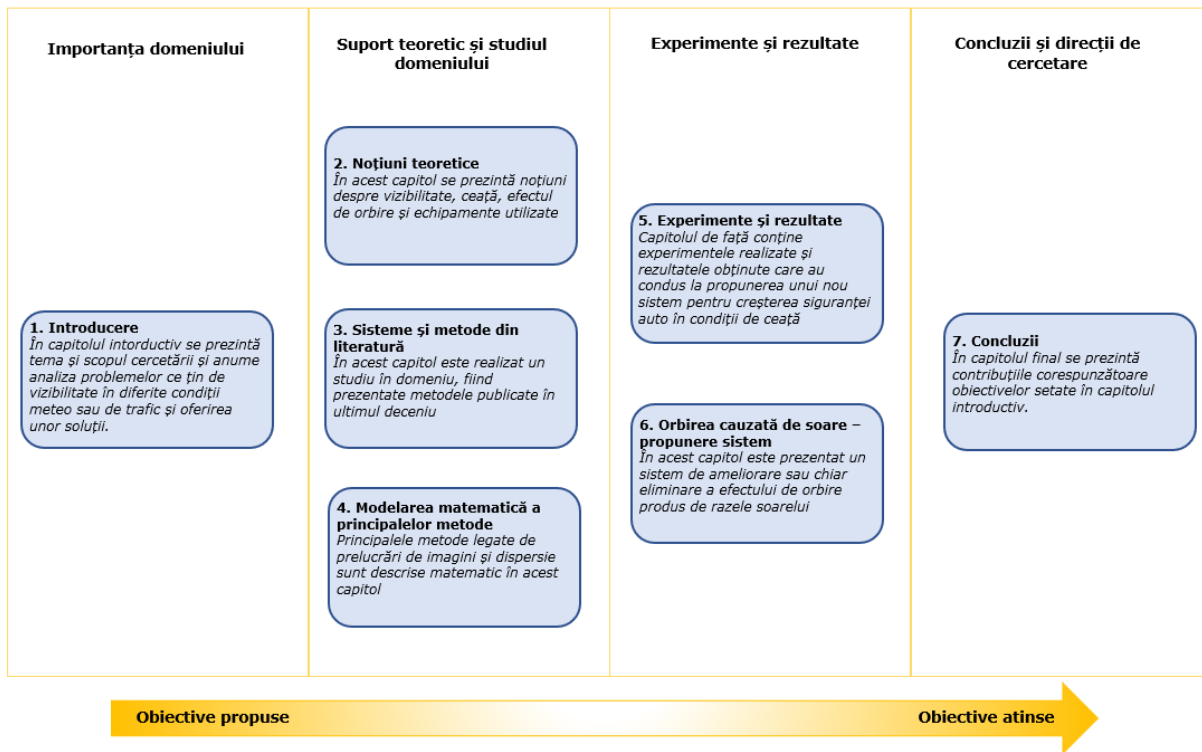 Importanța domeniului
Suport teoretic și studiul
domeniului
Experimente și rezultate
Concluzii și direcții de
cercetare
1. Introducere
În capitolul intorductiv se prezintă
tema și scopul cercetării și anume
analiza problemelor ce țin de
vizibilitate în diferite condiții
meteo sau de trafic și oferirea
unor soluții.
2. Noțiuni teoretice
În acest capitol se prezintă noțiuni
despre vizibilitate, ceață, efectul
de orbire și echipamente utilizate
3. Sisteme și metode din
literatură
În acest capitol este realizat un
studiu în domeniu, fiind
prezentate metodele publicate în
ultimul deceniu
4. Modelarea matematică a
principalelor metode
Principalele metode legate de
prelucrări de imagini și dispersie
sunt descrise matematic în acest
capitol
5. Experimente și rezultate
Capitolul de față conține
experimentele realizate și
rezultatele obținute care au
condus la propunerea unui nou
sistem pentru creșterea siguranței
auto în condiții de ceață
6. Orbirea cauzată de soare –
propunere sistem
În acest capitol este prezentat un
sistem de ameliorare sau chiar
eliminare a efectului de orbire
produs de razele soarelui
7. Concluzii
În capitolul final se prezintă
contribuțiile corespunzătoare
obiectivelor setate în capitolul
introductiv.
Obiective propuse
Obiective atinse